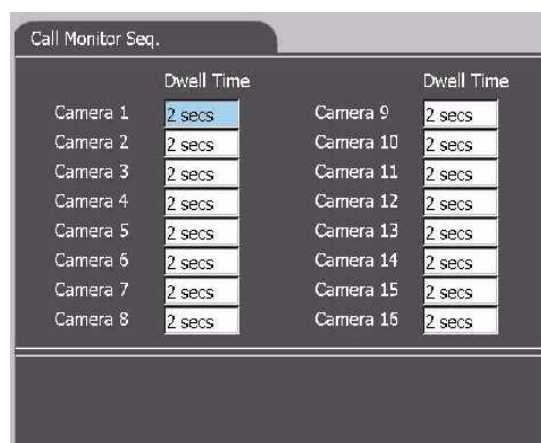 Call Monitor Seq.
Dwell Time Dwell Time
Camera 1 2 secs Camera 9 2 secs
Camera 2 2 secs Camera 10 2 secs
Camera 3 2 secs Camera 11 2 secs
Camera 4 2 secs Camera 12 2 secs
Camera 5 2 secs Camera 13 2 secs
Camera 6 2 secs Camera 14 2 secs
Camera 7 2 secs Camera 15 2 secs
Camera 8 2 secs Camera 16 2 secs